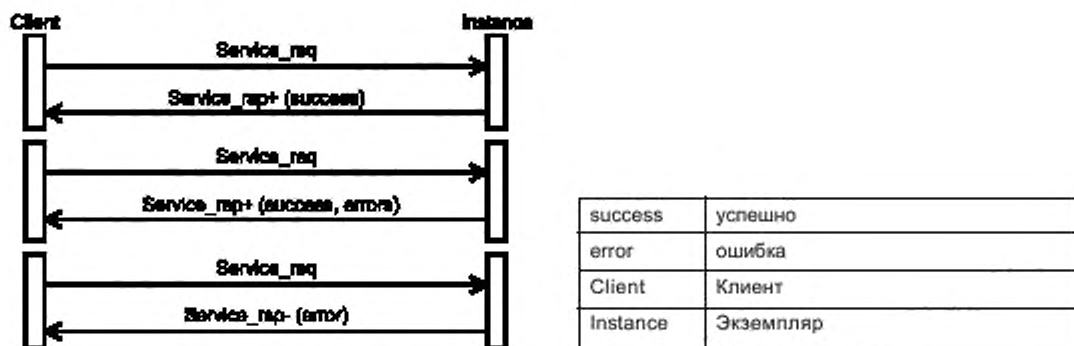 Client Instance
Service_req
Service_rsp+ (success)
Service_req
Service_rsp+ (success, errors)
Service_req
Service_rsp- (error)
success успешно
error ошибка
Client Клиент
Instance Экземпляр